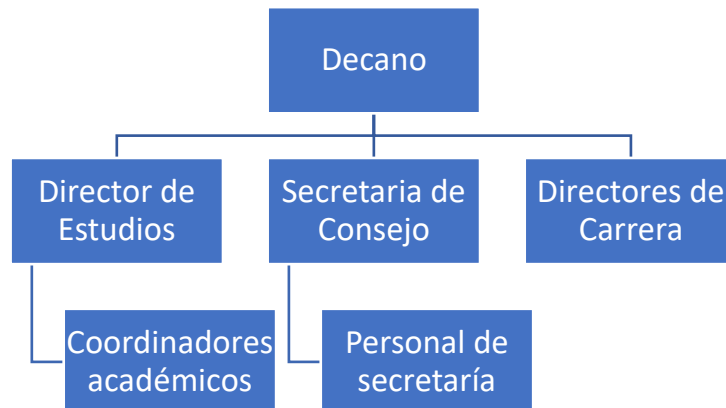 Decano
Director de
Estudios
Secretaria de
Consejo
Directores de
Carrera
Coordinadores
académicos
Personal de
secretaría